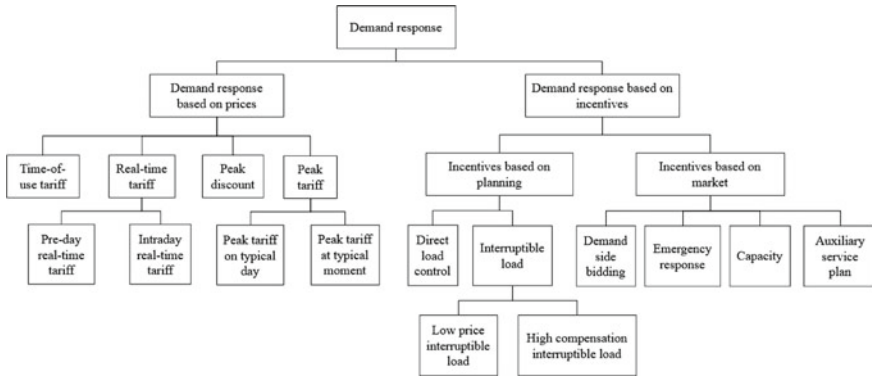 Demand response
Demand response
based on prices
Demand response based on
incentives
Time-of-
use tariff
Real-time
tariff
Peak
discount
Peak
tariff
Incentives based on
planning
Incentives based on
market
Pre-day
real-time
tariff
Intraday
real-time
tariff
Peak tariff
on typical
day
Peak tariff
at typical
moment
Direct
load
control
Interruptible
load
Demand
side
bidding
Emergency
response
Capacity
Auxiliary
service
plan
Low price
interruptible
load
High compensation
interruptible load